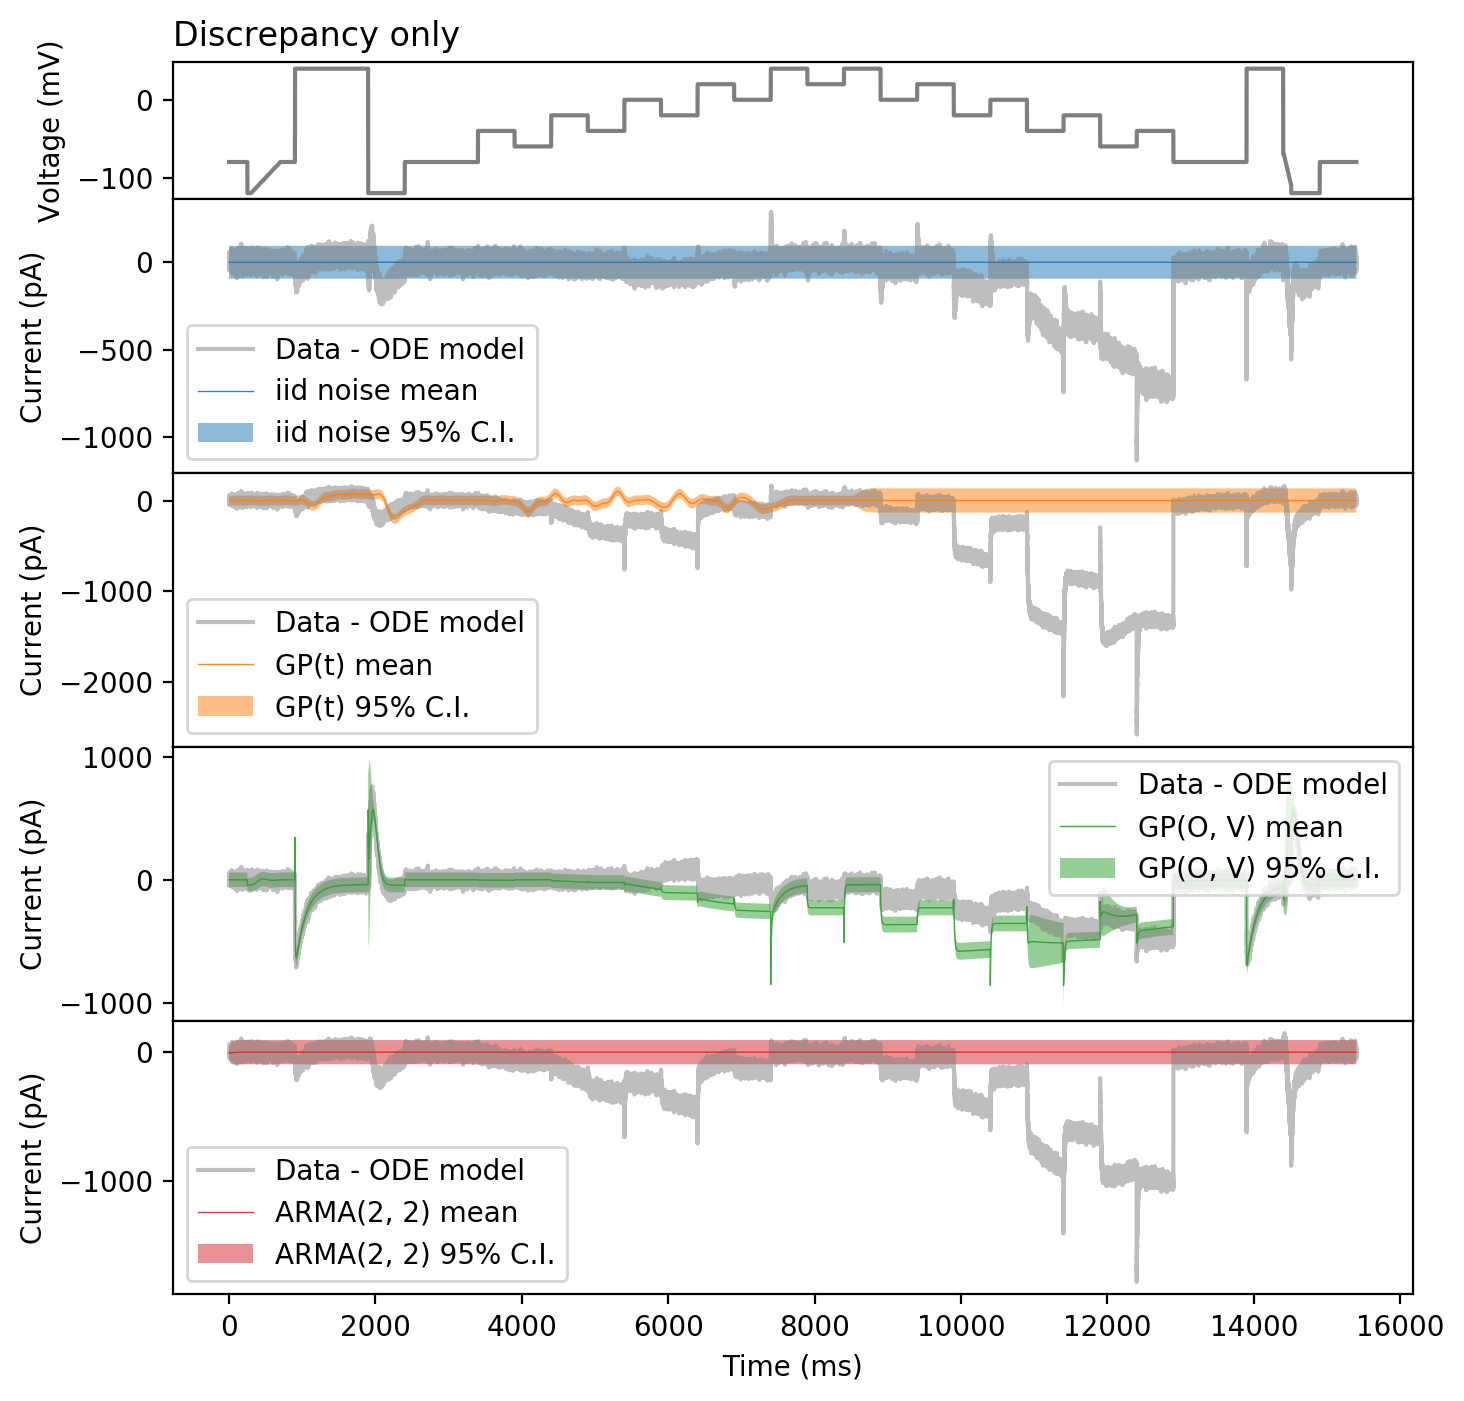 Discrepancy only
Voltage (mV)
0
−100
Current (pA)
0
−500
−1000
Data - ODE model
iid noise mean
iid noise 95% C.I.
Current (pA)
0
−1000
−2000
Data - ODE model
GP(t) mean
GP(t) 95% C.I.
Current (pA)
1000
0
−1000
Data - ODE model
GP(O, V) mean
GP(O, V) 95% C.I.
Current (pA)
0
−1000
Data - ODE model
ARMA(2, 2) mean
ARMA(2, 2) 95% C.I.
0 2000 4000 6000 8000 10000 12000 14000 16000
Time (ms)